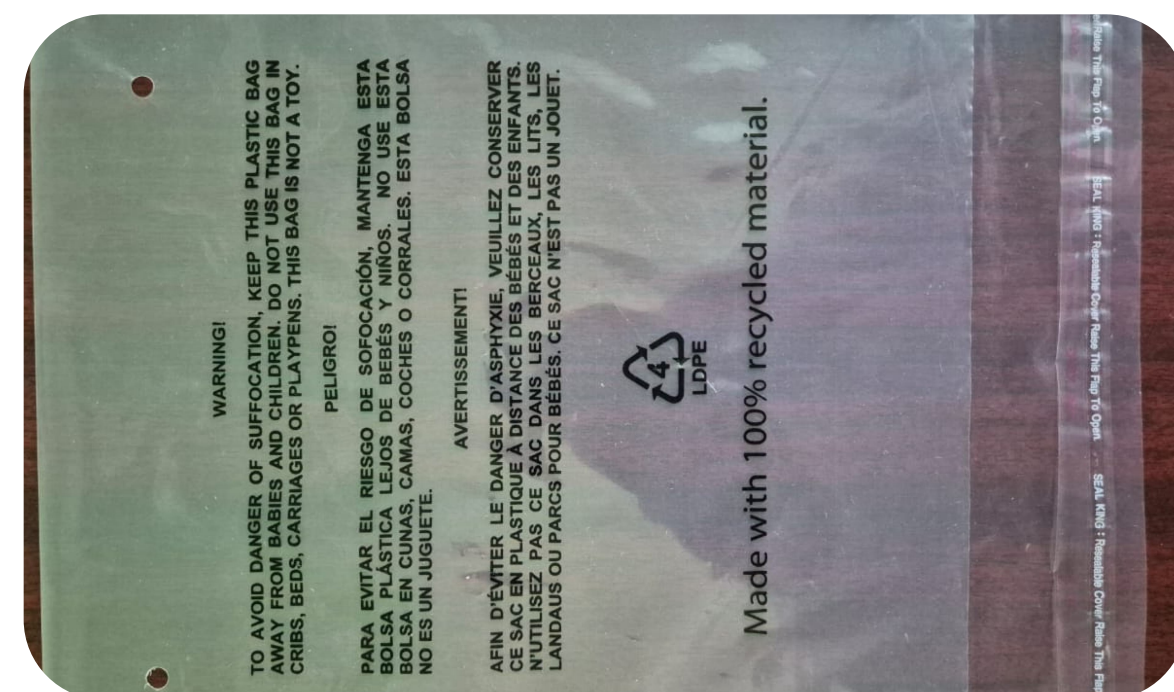 WARNING!
TO AVOID DANGER OF SUFFOCATION, KEEP THIS PLASTIC BAG
AWAY FROM BABIES AND CHILDREN. DO NOT USE THIS BAG IN
CRIBS, BEDS, CARRIAGES OR PLAYPENS. THIS BAG IS NOT A TOY.
PELIGRO!
PARA EVITAR EL RIESGO DE SOFOCACIÓN, MANTENGA ESTA
BOLSA PLÁSTICA LEJOS DE BEBÉS Y NIÑOS. NO USE ESTA
BOLSA EN CUNAS, CAMAS, COCHES O CORRALES. ESTA BOLSA
NO ES UN JUGUETE.
AVERTISSEMENT!
AFIN D'ÉVITER LE DANGER D'ASPHYXIE, VEUILLEZ CONSERVER
CE SAC EN PLASTIQUE À DISTANCE DES BÉBÉS ET DES ENFANTS.
N'UTILISEZ PAS CE SAC DANS LES BERCEAUX, LES LITS, LES
LANDAUS OU PARCS POUR BÉBÉS. CE SAC N'EST PAS UN JOUET.
4
LDPE
Made with 100% recycled material.
Raise This Flap To Open SEAL KING : Resealable Cover Raise This Flap To Open SEAL KING : Resealable Cover Raise This